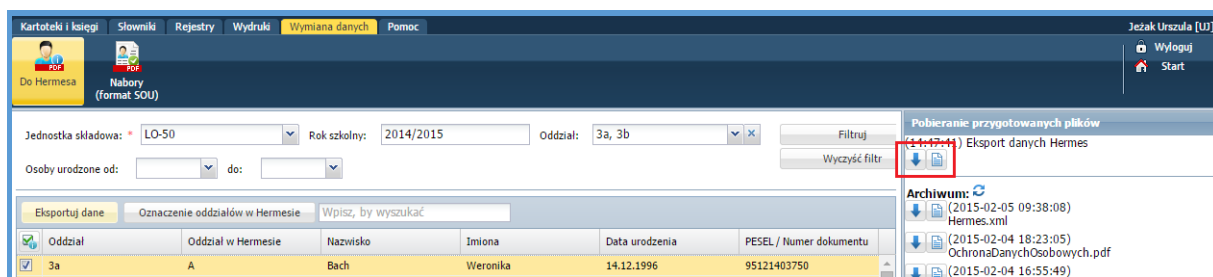 Kartoteki i księgi Słowniki Rejestry Wydruki Wymiana danych Pomoc Jeżak Urszula [UJ]
PDF PDF Wyloguj
Do Hermesa Nabory Start
(format SOU)
Jednostka składowa: * LO-50 Rok szkolny: 2014/2015 Oddział: 3a, 3b Filtruj
Osoby urodzone od: do: Wyczyść filtr
Eksportuj dane Oznaczenie oddziałów w Hermesie Wpisz, by wyszukać
Oddział Oddział w Hermesie Nazwisko Imiona Data urodzenia PESEL / Numer dokumentu
3a A Bach Weronika 14.12.1996 95121403750
Pobieranie przygotowanych plików
(14:47:41) Eksport danych Hermes
Archiwum:
(2015-02-05 09:38:08)
Hermes.xml
(2015-02-04 18:23:05)
OchronaDanychOsobowych.pdf
(2015-02-04 16:55:49)